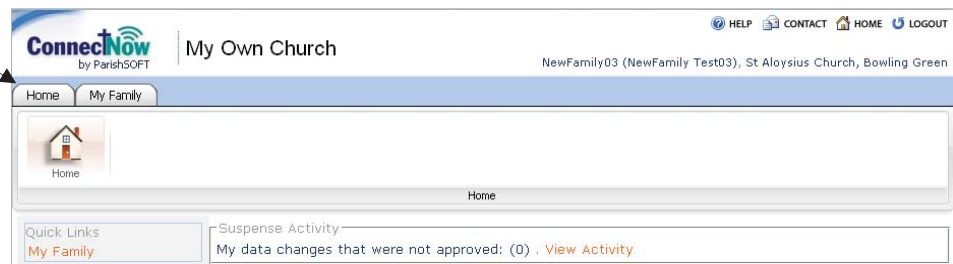 HELP CONTACT HOME LOGOUT
ConnectNow
by ParishSOFT
My Own Church
NewFamily03 (NewFamily Test03), St Aloysius Church, Bowling Green
Home My Family
Home
Home
Quick Links
My Family
Suspense Activity
My data changes that were not approved: (0) . View Activity